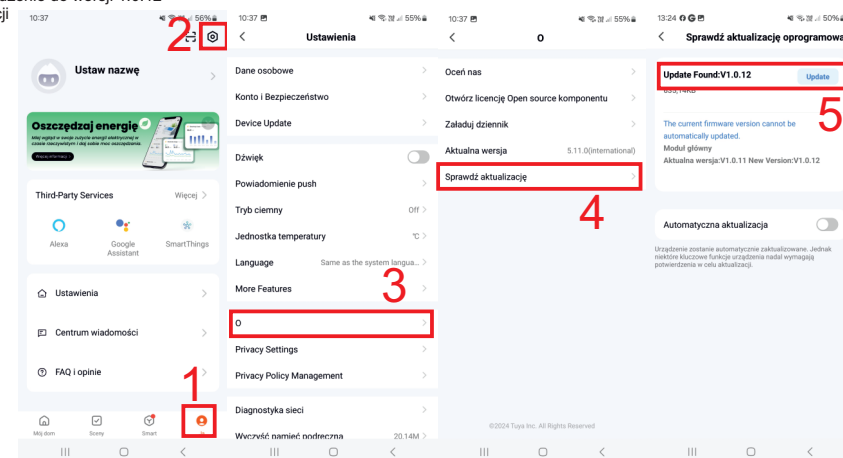 cji
10:37
56%
2
Ustaw nazwę
Oszczędzaj energię
Więcej informacji
Third-Party Services
Więcej
Alexa
Google Assistant
SmartThings
Ustawienia
Centrum wiadomości
FAQ i opinie
1
Mój dom
Sceny
Smart
10:37
55%
Ustawienia
Dane osobowe
Konto i Bezpieczeństwo
Device Update
Dźwięk
Powiadomienie push
Tryb ciemny
Off
Jednostka temperatury
°C
Language
Same as the system langua...
More Features
3
O
Privacy Settings
Privacy Policy Management
Diagnostyka sieci
Wyczyść pamięć podręczną
20.14M
10:37
55%
O
Oceń nas
Otwórz licencję Open source komponentu
Załaduj dziennik
Aktualna wersja
5.11.0(international)
Sprawdź aktualizację
4
©2024 Tuya Inc. All Rights Reserved
13:24
50%
Sprawdź aktualizację oprogramowa
Update Found:V1.0.12
Update
5
The current firmware version cannot be
automatically updated.
Moduł główny
Aktualna wersja:V1.0.11 New Version:V1.0.12
Automatyczna aktualizacja
Urządzenie zostanie automatycznie zaktualizowane. Jednak
niektóre kluczowe funkcje urządzenia nadal wymagają
potwierdzenia w celu aktualizacji.